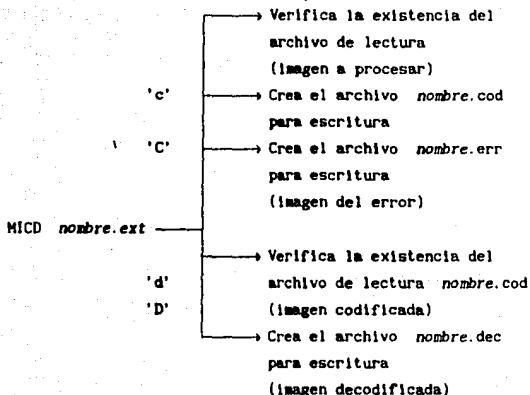 Verifica la existencia del
archivo de lectura
(imagen a procesar)
'c' Crea el archivo nombre.cod
para escritura
'C' Crea el archivo nombre.err
para escritura
(imagen del error)
MICD nombre.ext
Verifica la existencia del
'd' archivo de lectura nombre.cod
'D' (imagen codificada)
Crea el archivo nombre.dec
para escritura
(imagen decodificada)